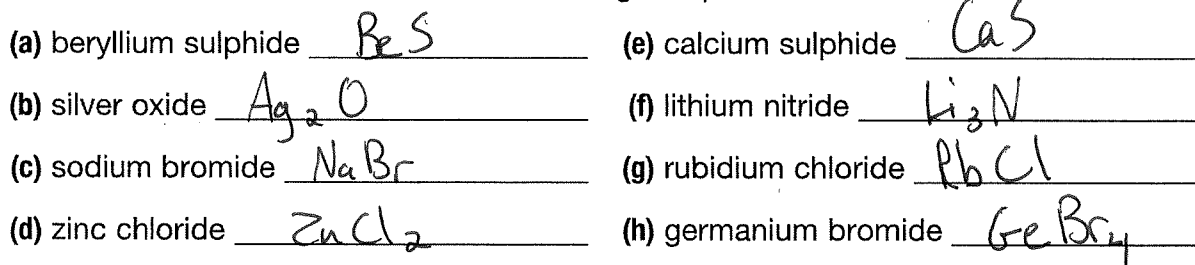 (a) beryllium sulphide BeS
(b) silver oxide Ag₂O
(c) sodium bromide NaBr
(d) zinc chloride ZnCl₂
(e) calcium sulphide CaS
(f) lithium nitride Li₃N
(g) rubidium chloride RbCl
(h) germanium bromide GeBr₄